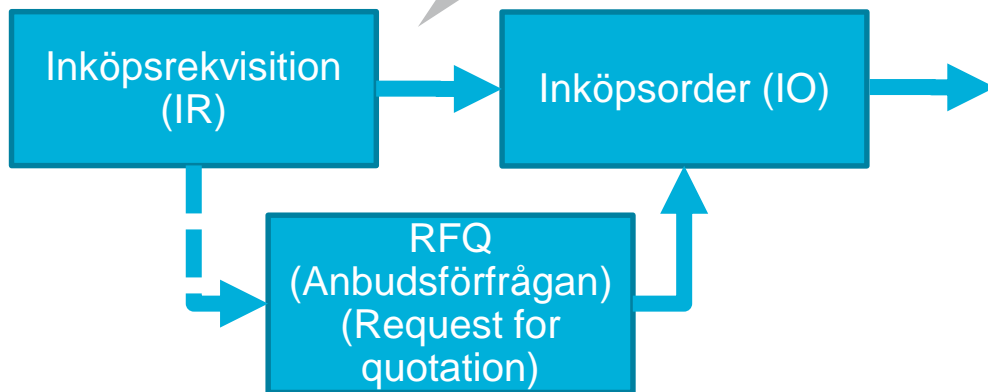 Inköpsrekvisition
(IR)
Inköpsorder (IO)
RFQ
(Anbudsförfrågan)
(Request for
quotation)